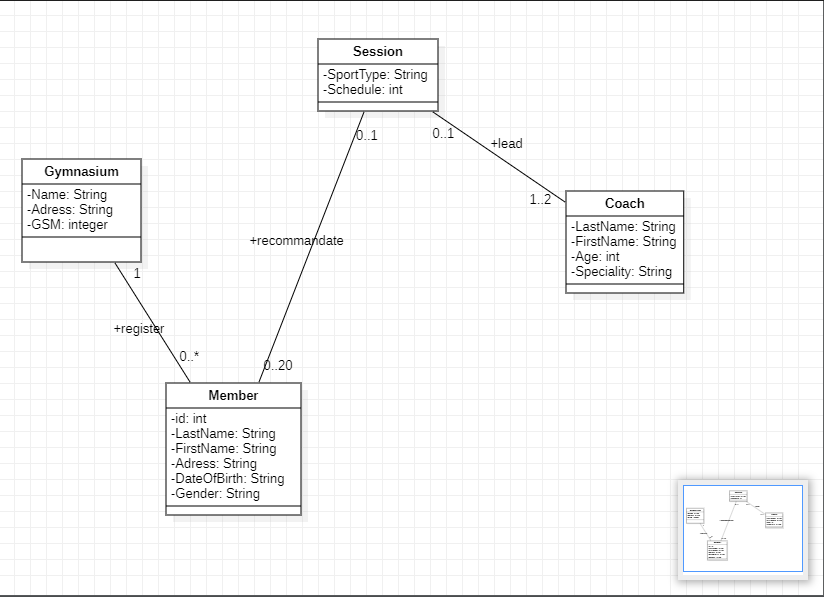 Session
-SportType: String
-Schedule: int
0..1
0..1
+lead
1..2
Coach
-LastName: String
-FirstName: String
-Age: int
-Speciality: String
Gymnasium
-Name: String
-Adress: String
-GSM: integer
1
+register
0..*
+recommandate
0..20
Member
-id: int
-LastName: String
-FirstName: String
-Adress: String
-DateOfBirth: String
-Gender: String